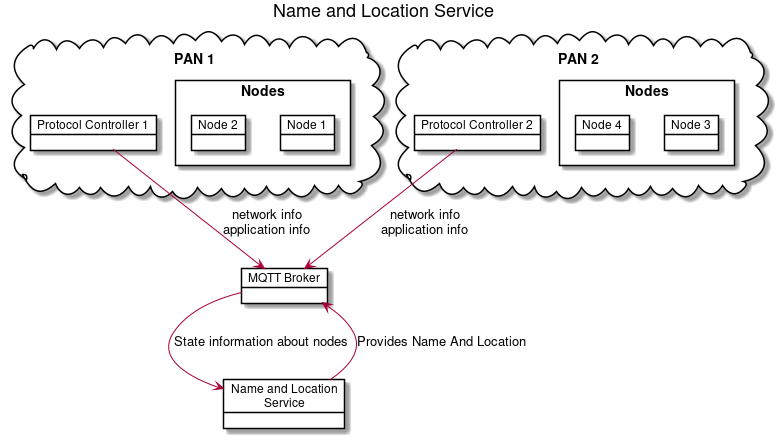 Name and Location Service
PAN 1
PAN 2
Nodes
Nodes
Protocol Controller 1
Node 2
Node 1
Protocol Controller 2
Node 4
Node 3
network info
application info
network info
application info
MQTT Broker
State information about nodes
Provides Name And Location
Name and Location
Service